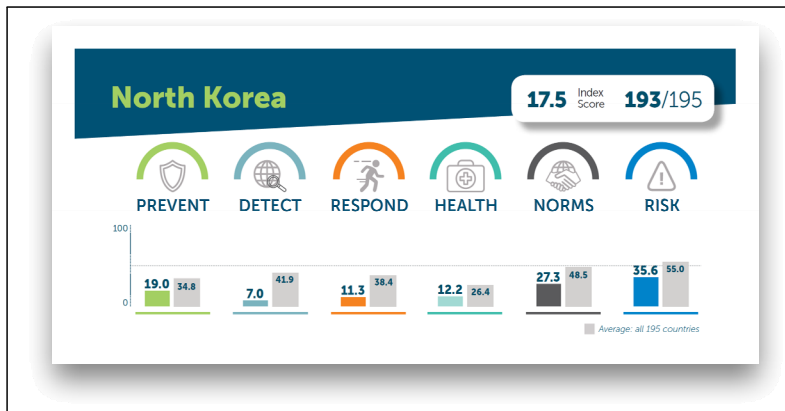 North Korea
17.5 Index Score 193/195
PREVENT DETECT RESPOND HEALTH NORMS RISK
100
19.0 34.8 7.0 41.9 11.3 38.4 12.2 26.4 27.3 48.5 35.6 55.0
0
Average: all 195 countries